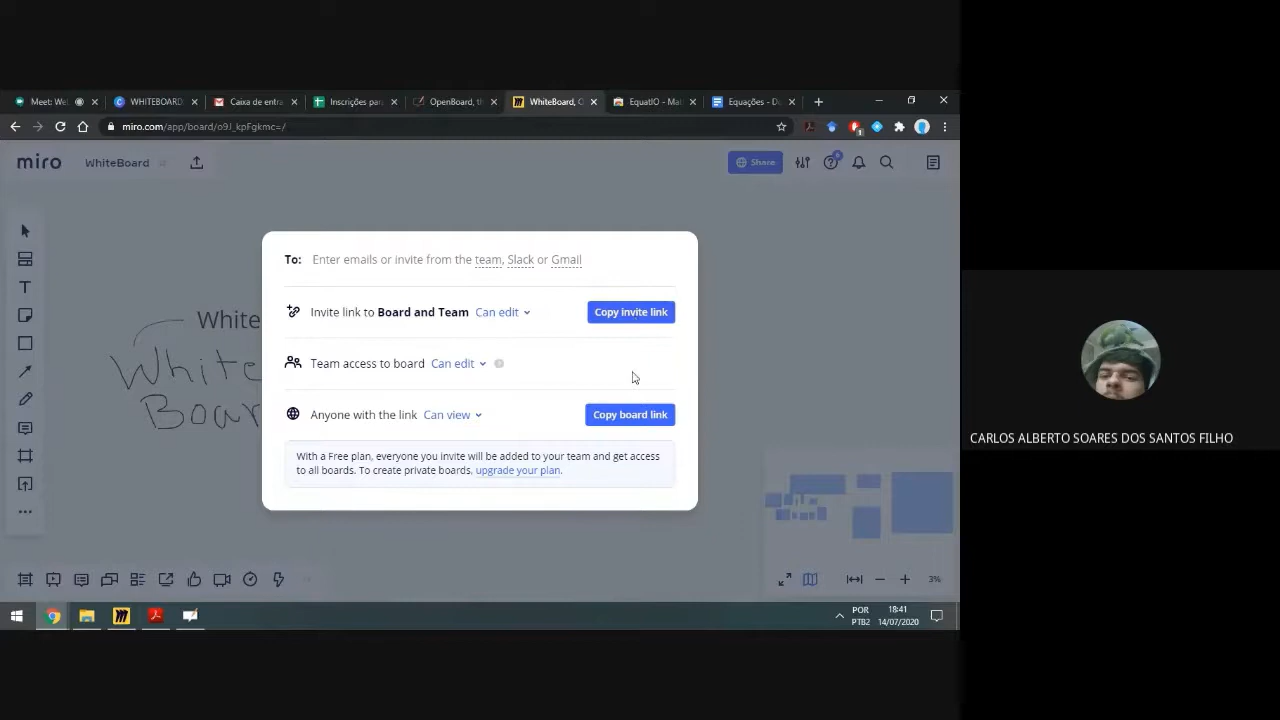 Meet: Wel
WHITEBOARD
Caixa de entra
Inscrições para
OpenBoard, th
WhiteBoard, O
EquatIO - Mat
Equações - Do
miro.com/app/board/o9J_kpFgkmc=/
1
miro
WhiteBoard
Share
To: Enter emails or invite from the team, Slack or Gmail
Invite link to Board and Team Can edit
Copy invite link
White
Team access to board Can edit
White
Boar
Anyone with the link Can view
Copy board link
With a Free plan, everyone you invite will be added to your team and get access
to all boards. To create private boards, upgrade your plan.
CARLOS ALBERTO SOARES DOS SANTOS FILHO
3%
POR
PTB2
18:41
14/07/2020